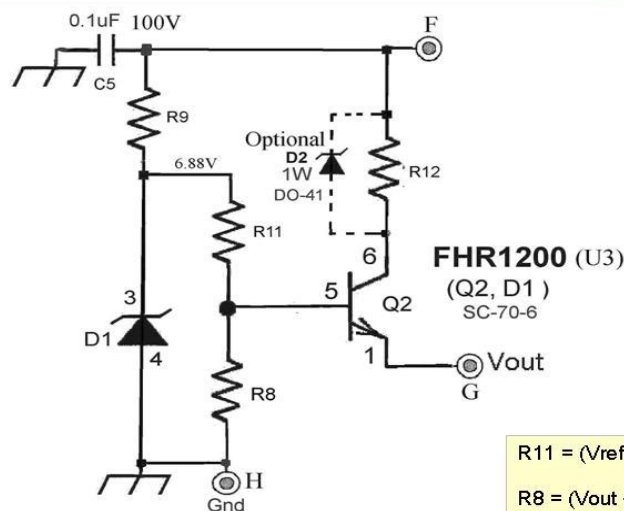 0.1uF 100V
F
C5
R9
Optional
D2
1W
DO-41
R12
6.88V
R11
6
FHR1200 (U3)
(Q2, D1 )
SC-70-6
3
5
Q2
D1
4
1
Vout
G
R8
H
Gnd
R11 = (Vref
R8 = (Vout